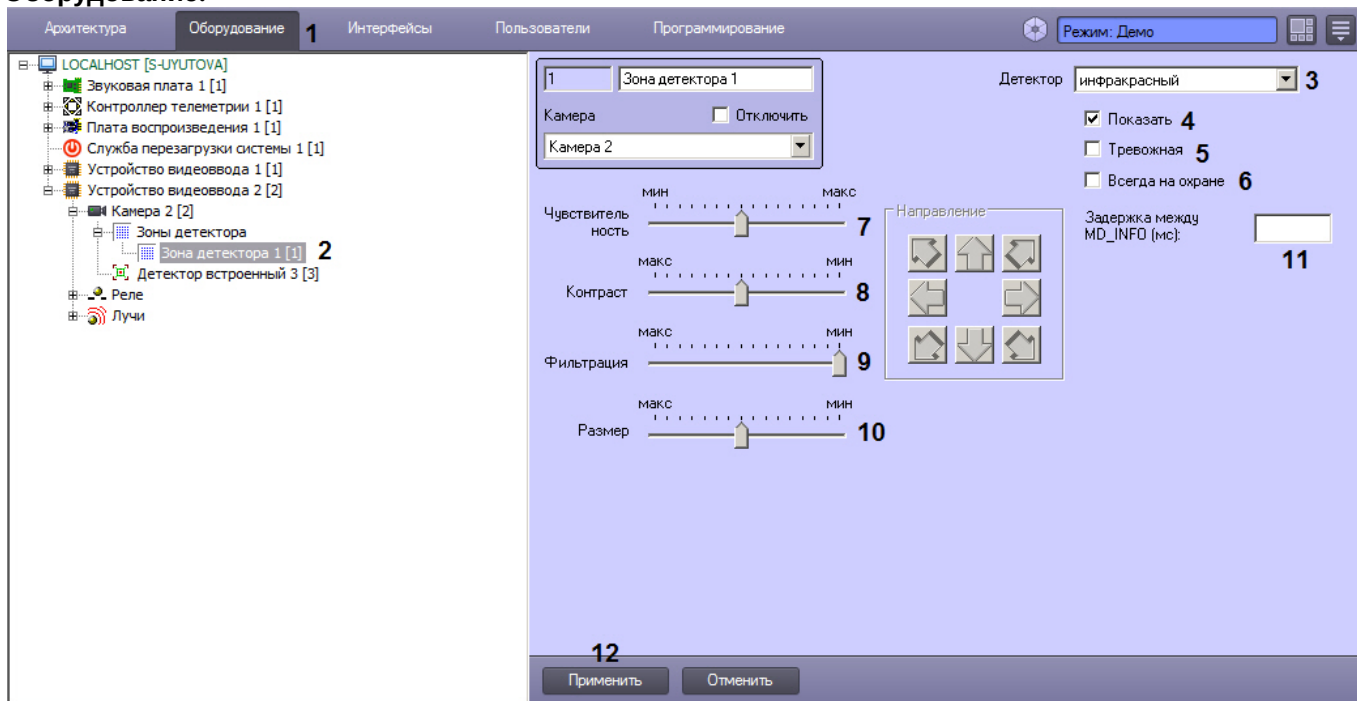 Оборудование.
Архитектура Оборудование 1 Интерфейсы Пользователи Программирование Режим: Демо
LOCALHOST [S-UYUTOVA]
Звуковая плата 1 [1]
Контроллер телеметрии 1 [1]
Плата воспроизведения 1 [1]
Служба перезагрузки системы 1 [1]
Устройство видеоввода 1 [1]
Устройство видеоввода 2 [2]
Камера 2 [2]
Зоны детектора
Зона детектора 1 [1] 2
Детектор встроенный 3 [3]
Реле
Лучи
1 Зона детектора 1
Камера Отключить
Камера 2
Детектор инфракрасный 3
Показать 4
Тревожная 5
Всегда на охране 6
Задержка между
MD_INFO (мс):
11
мин макс
Чувствитель
ность 7
макс мин
Контраст 8
макс мин
Фильтрация 9
макс мин
Размер 10
Направление
12
Применить Отменить